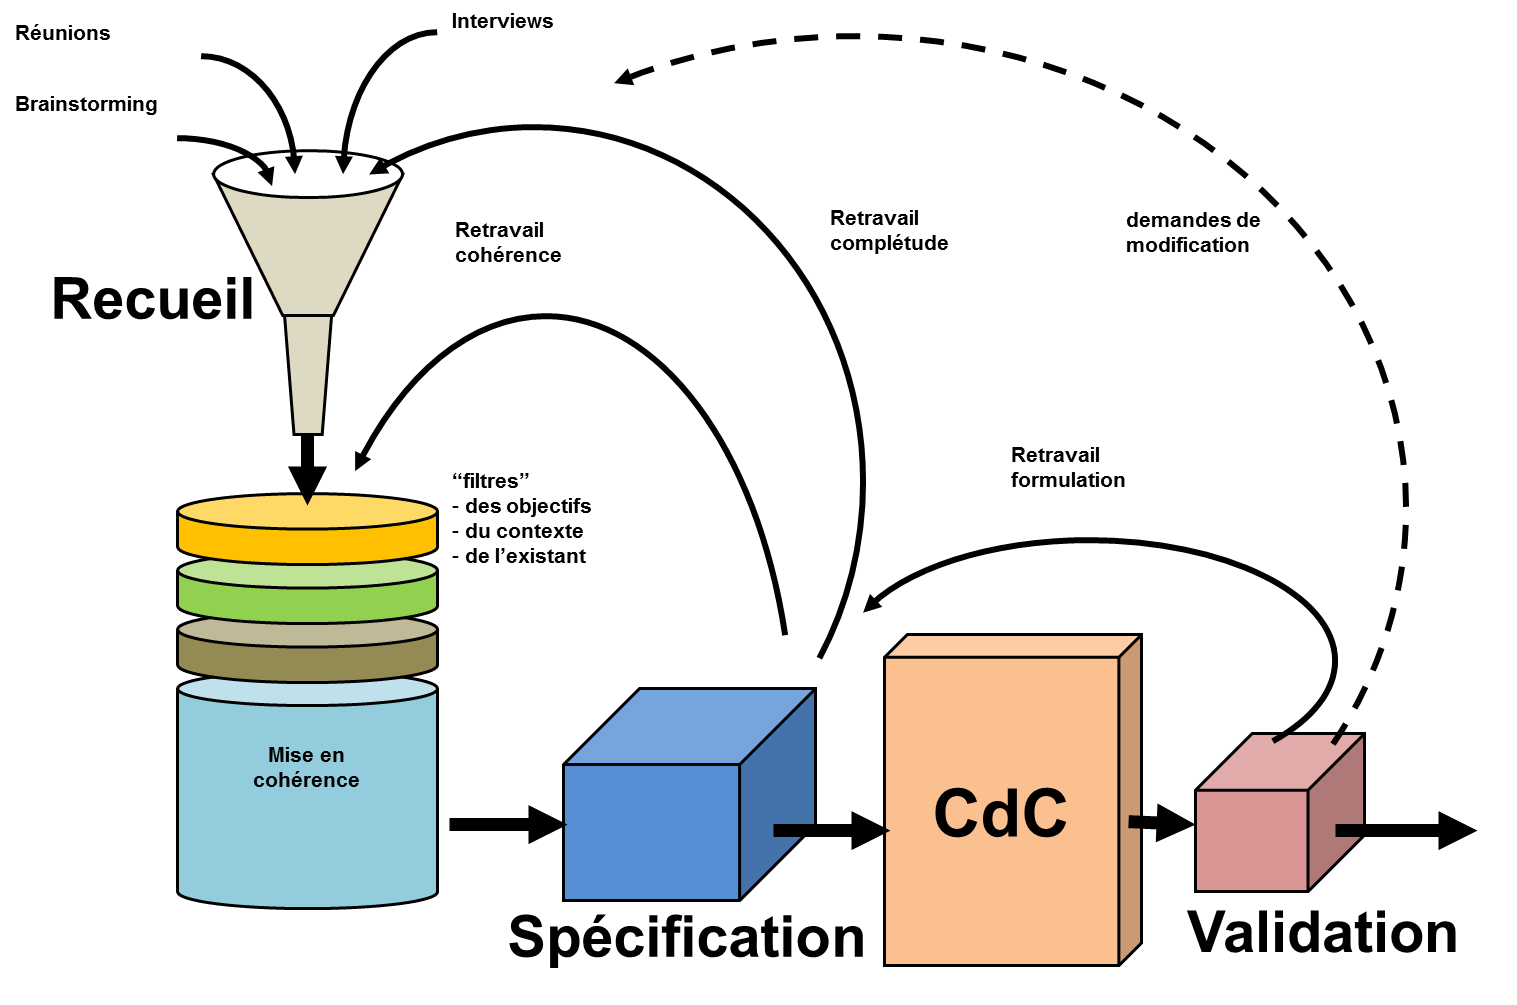 Réunions
Interviews
Brainstorming
Recueil
Retravail
cohérence
Retravail
complétude
demandes de
modification
Retravail
formulation
“filtres”
- des objectifs
- du contexte
- de l’existant
Mise en
cohérence
CdC
Spécification
Validation